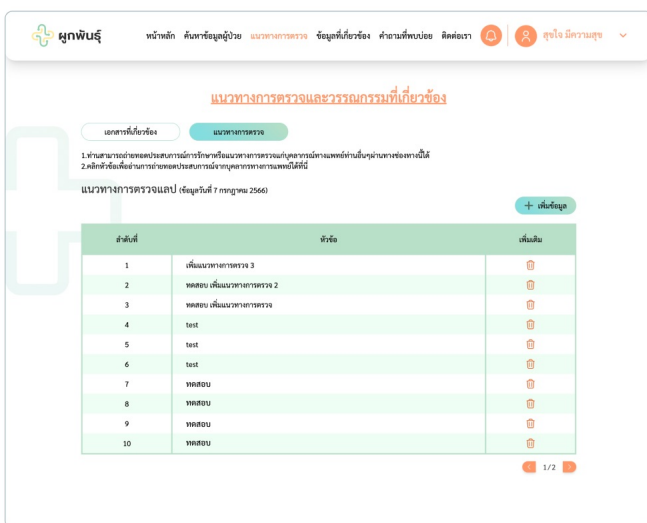 ผูกพันธุ์ หน้าหลัก ค้นหาข้อมูลผู้ป่วย แนวทางการตรวจ ข้อมูลที่เกี่ยวข้อง คำถามที่พบบ่อย ติดต่อเรา สุขใจ มีความสุข
แนวทางการตรวจและวรรณกรรมที่เกี่ยวข้อง
เอกสารที่เกี่ยวข้อง แนวทางการตรวจ
1.ท่านสามารถถ่ายทอดประสบการณ์การรักษาหรือแนวทางการตรวจแก่บุคลากรณ์ทางแพทย์ท่านอื่นๆผ่านทางช่องทางนี้ได้
2.คลิกหัวข้อเพื่ออ่านการถ่ายทอดประสบการณ์จากบุคลากรทางการแพทย์ได้ที่นี่
แนวทางการตรวจแลป (ข้อมูลวันที่ 7 กรกฎาคม 2566)
+ เพิ่มข้อมูล
ลำดับที่ หัวข้อ เพิ่มเติม
1 เพิ่มแนวทางการตรวจ 3
2 ทดสอบ เพิ่มแนวทางการตรวจ 2
3 ทดสอบ เพิ่มแนวทางการตรวจ
4 test
5 test
6 test
7 ทดสอบ
8 ทดสอบ
9 ทดสอบ
10 ทดสอบ
1/2